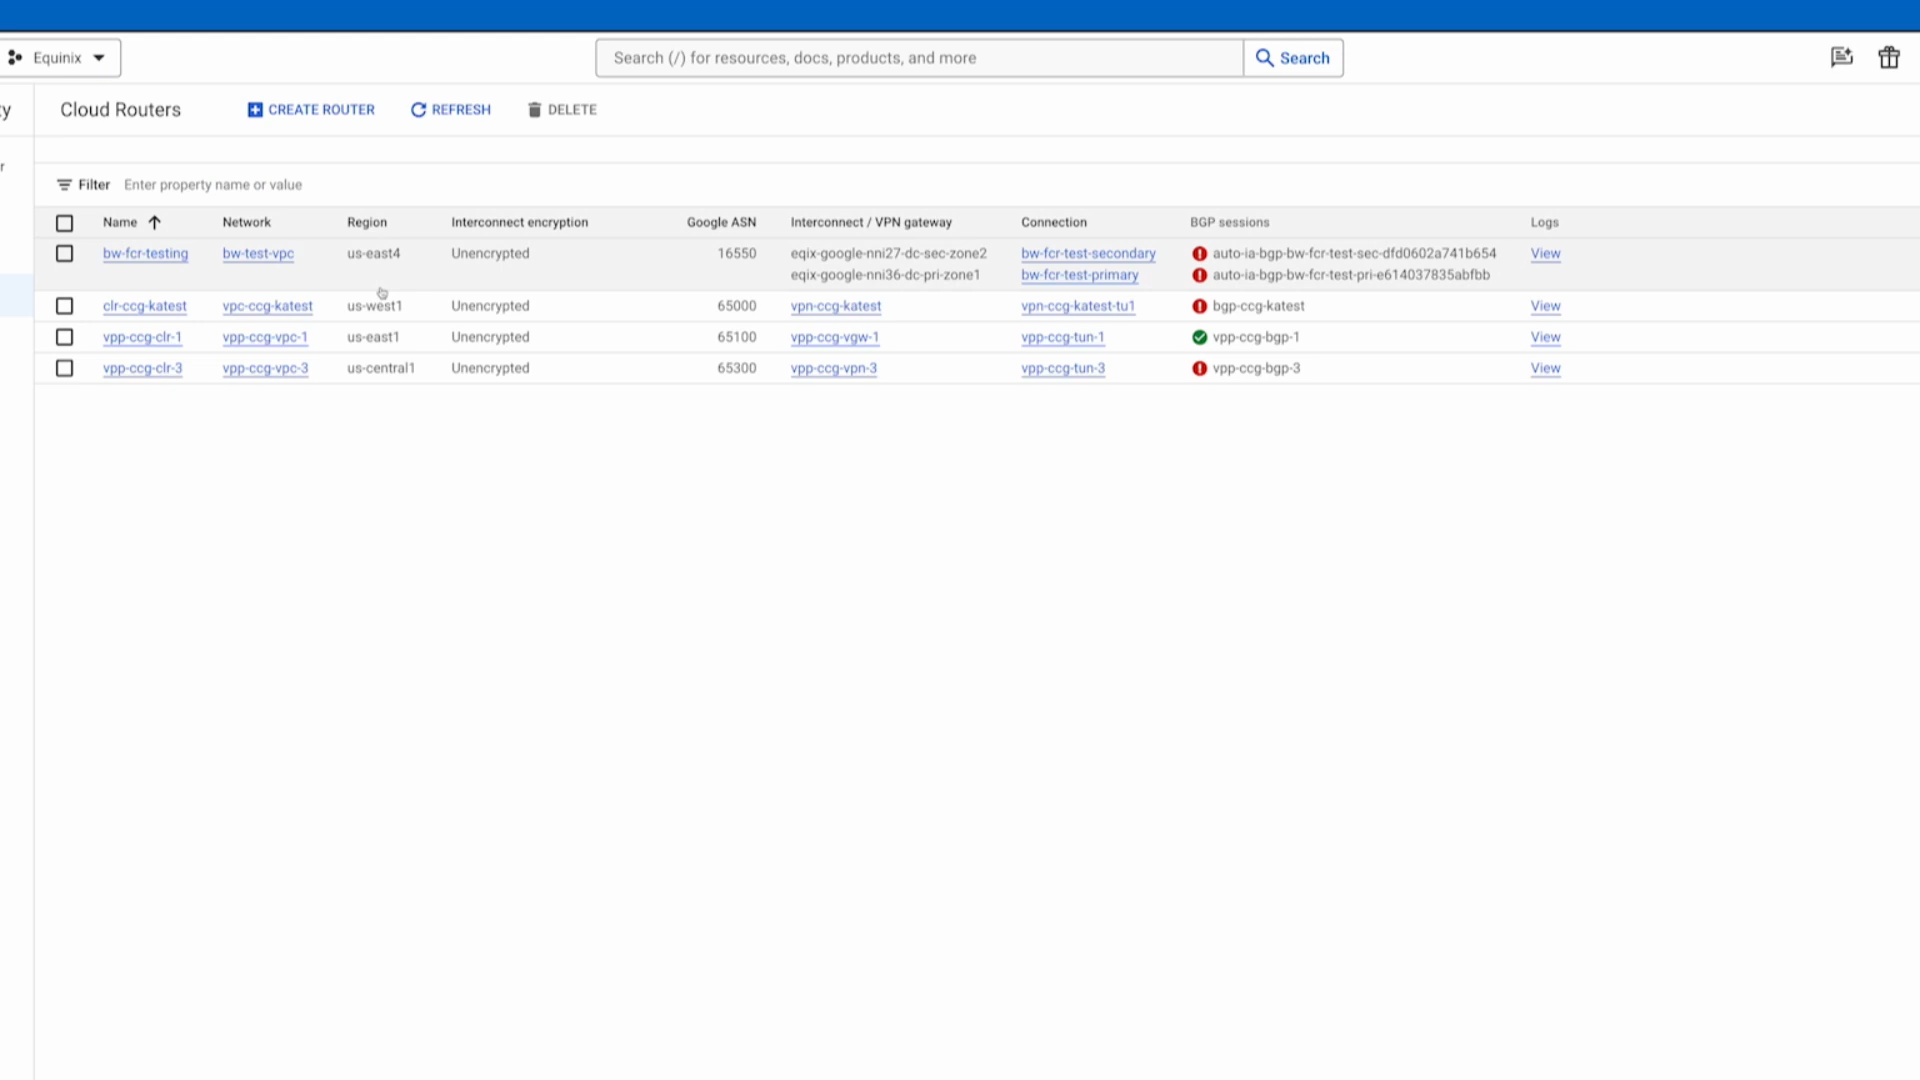 Equinix
Search (/) for resources, docs, products, and more
Search
y
Cloud Routers
CREATE ROUTER
REFRESH
DELETE
r
Filter Enter property name or value
Name Network Region Interconnect encryption Google ASN Interconnect / VPN gateway Connection BGP sessions Logs
bw-fcr-testing bw-test-vpc us-east4 Unencrypted 16550 eqix-google-nni27-dc-sec-zone2 bw-fcr-test-secondary auto-ia-bgp-bw-fcr-test-sec-dfd0602a741b654 View
eqix-google-nni36-dc-pri-zone1 bw-fcr-test-primary auto-ia-bgp-bw-fcr-test-pri-e614037835abfbb
clr-ccg-katest vpc-ccg-katest us-west1 Unencrypted 65000 vpn-ccg-katest vpn-ccg-katest-tu1 bgp-ccg-katest View
vpp-ccg-clr-1 vpp-ccg-vpc-1 us-east1 Unencrypted 65100 vpp-ccg-vgw-1 vpp-ccg-tun-1 vpp-ccg-bgp-1 View
vpp-ccg-clr-3 vpp-ccg-vpc-3 us-central1 Unencrypted 65300 vpp-ccg-vpn-3 vpp-ccg-tun-3 vpp-ccg-bgp-3 View